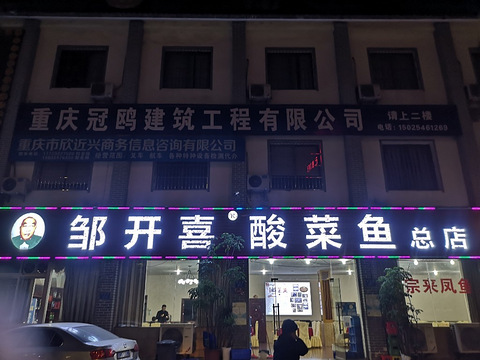 重庆冠鸥建筑工程有限公司
请上二楼
电话:15025481269
重庆市欣近兴商务信息咨询有限公司
邹开喜酸菜鱼总店